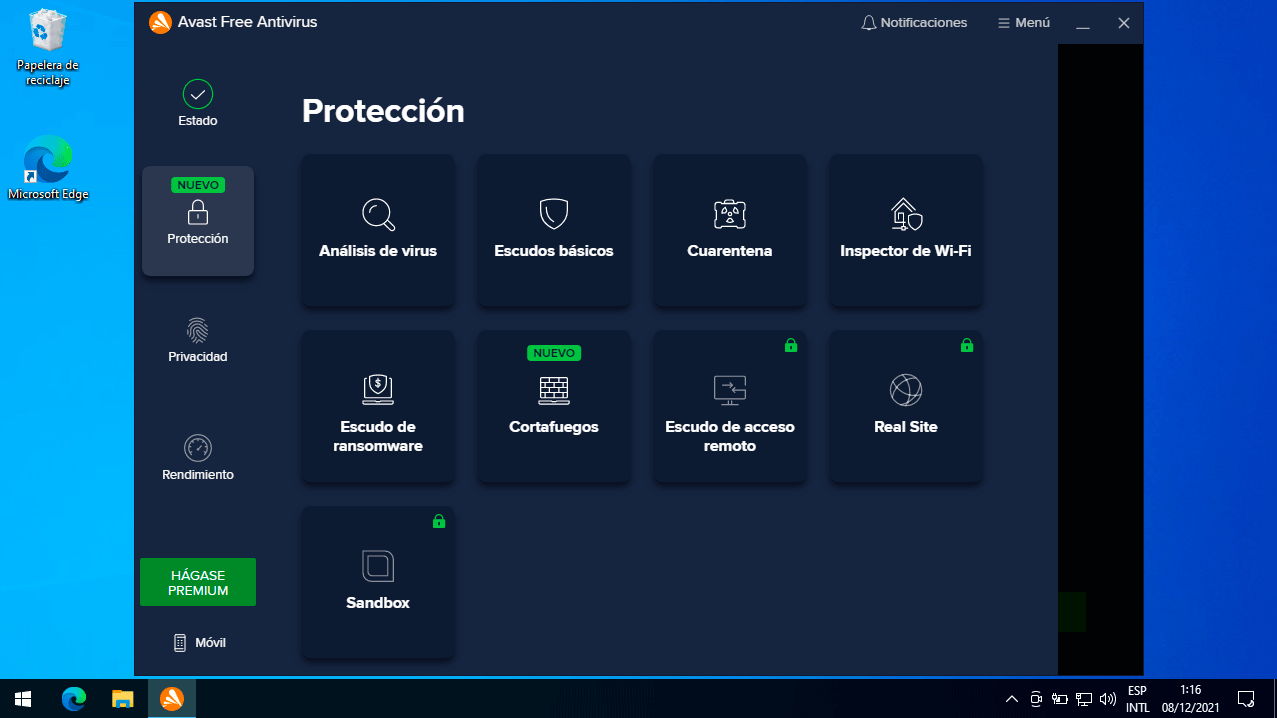 Papelera de
reciclaje
Microsoft Edge
Avast Free Antivirus
Notificaciones
Menú
Estado
NUEVO
Protección
Privacidad
Rendimiento
HÁGASE
PREMIUM
Móvil
Protección
Análisis de virus
Escudos básicos
Cuarentena
Inspector de Wi-Fi
Escudo de
ransomware
NUEVO
Cortafuegos
Escudo de acceso
remoto
Real Site
Sandbox
ESP
INTL
1:16
08/12/2021